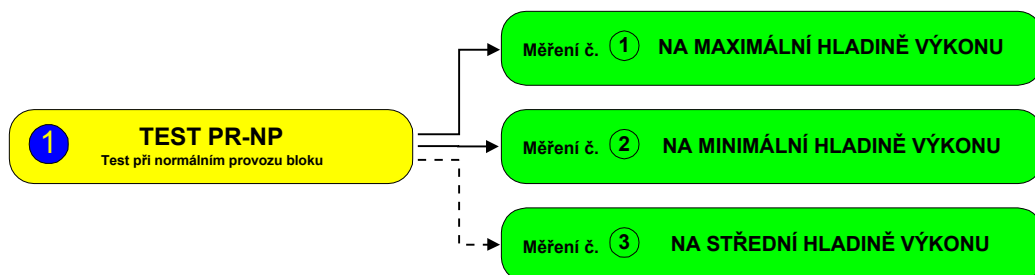 Měření č. 1 NA MAXIMÁLNÍ HLADINĚ VÝKONU
1 TEST PR-NP
Test při normálním provozu bloku
Měření č. 2 NA MINIMÁLNÍ HLADINĚ VÝKONU
Měření č. 3 NA STŘEDNÍ HLADINĚ VÝKONU